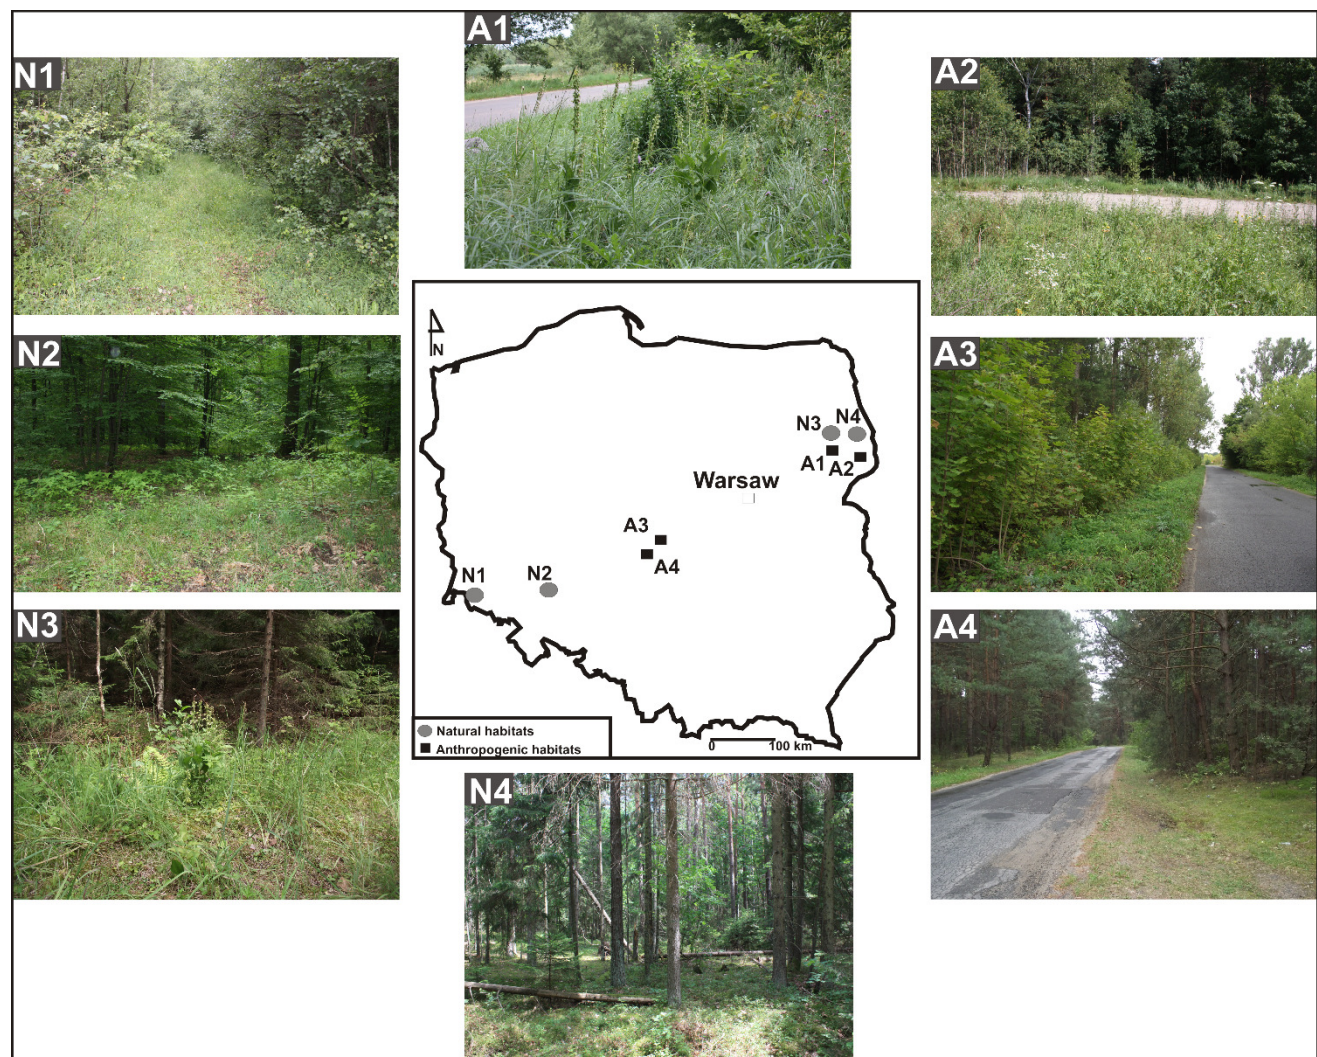 A1
N1
A2
N2
A3
N
N3 N4
A1 A2
Warsaw
A3
A4
N1 N2
N3
A4
Natural habitats
Anthropogenic habitats
0 100 km
N4